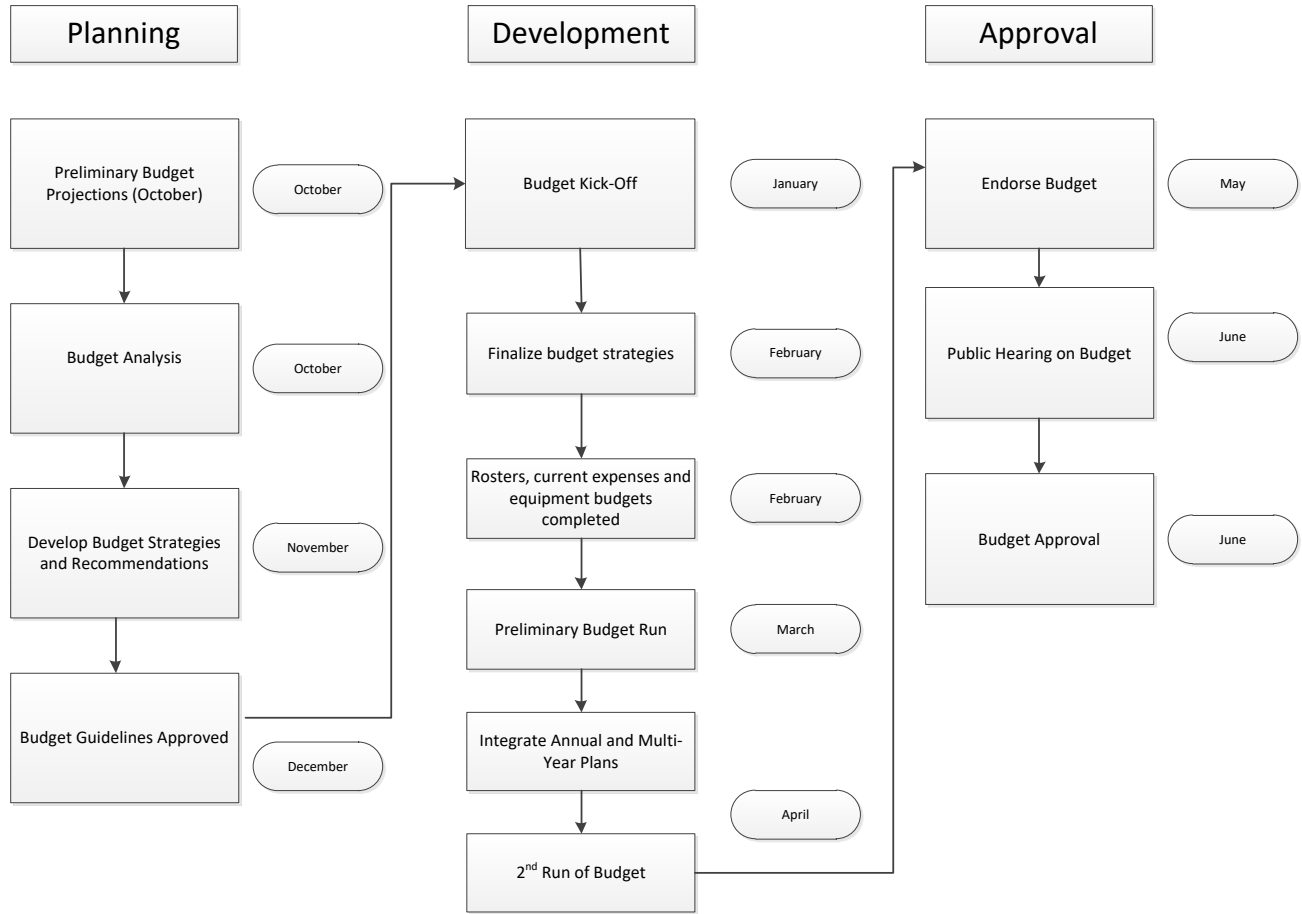 Planning
Preliminary Budget
Projections (October)
October
Budget Analysis
October
Develop Budget Strategies
and Recommendations
November
Budget Guidelines Approved
December
Development
Budget Kick-Off
January
Finalize budget strategies
February
Rosters, current expenses and
equipment budgets
completed
February
Preliminary Budget Run
March
Integrate Annual and Multi-
Year Plans
April
2nd Run of Budget
Approval
Endorse Budget
May
Public Hearing on Budget
June
Budget Approval
June